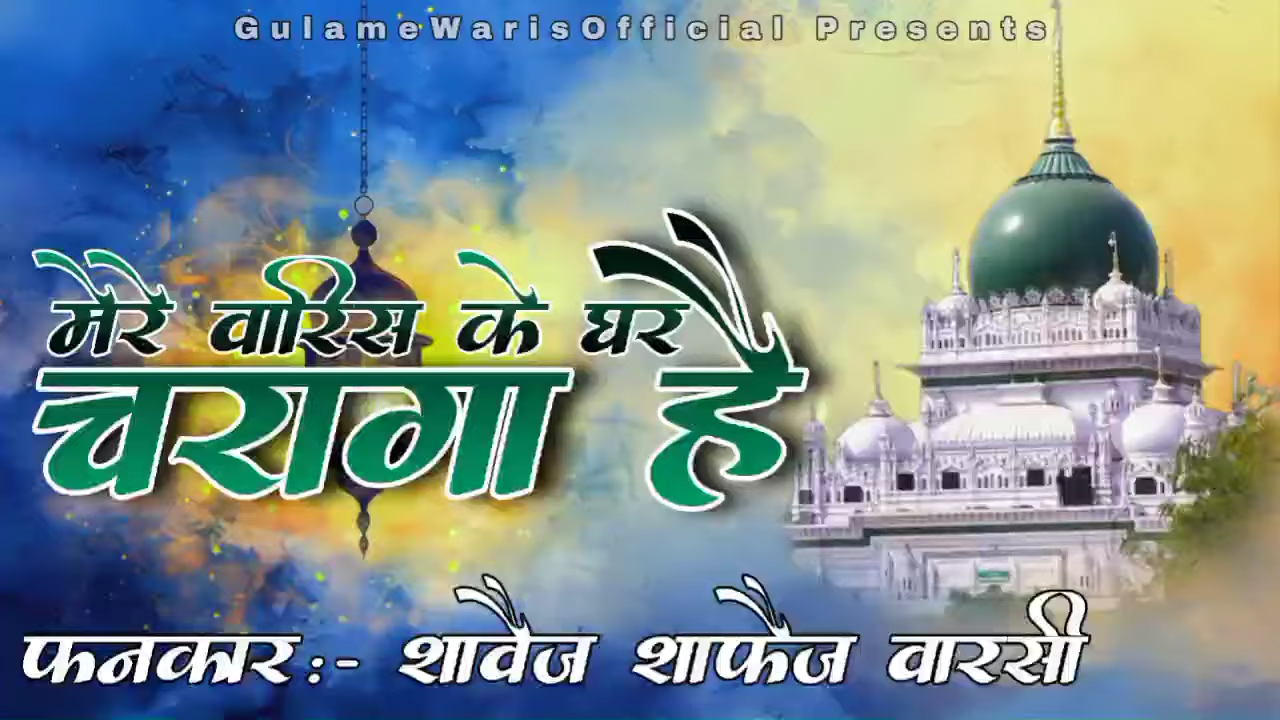 GulameWarisOfficial Presents
मेरे वारिस के घर
चरागा है
फनकार:- शावैज शाफैज वारसी